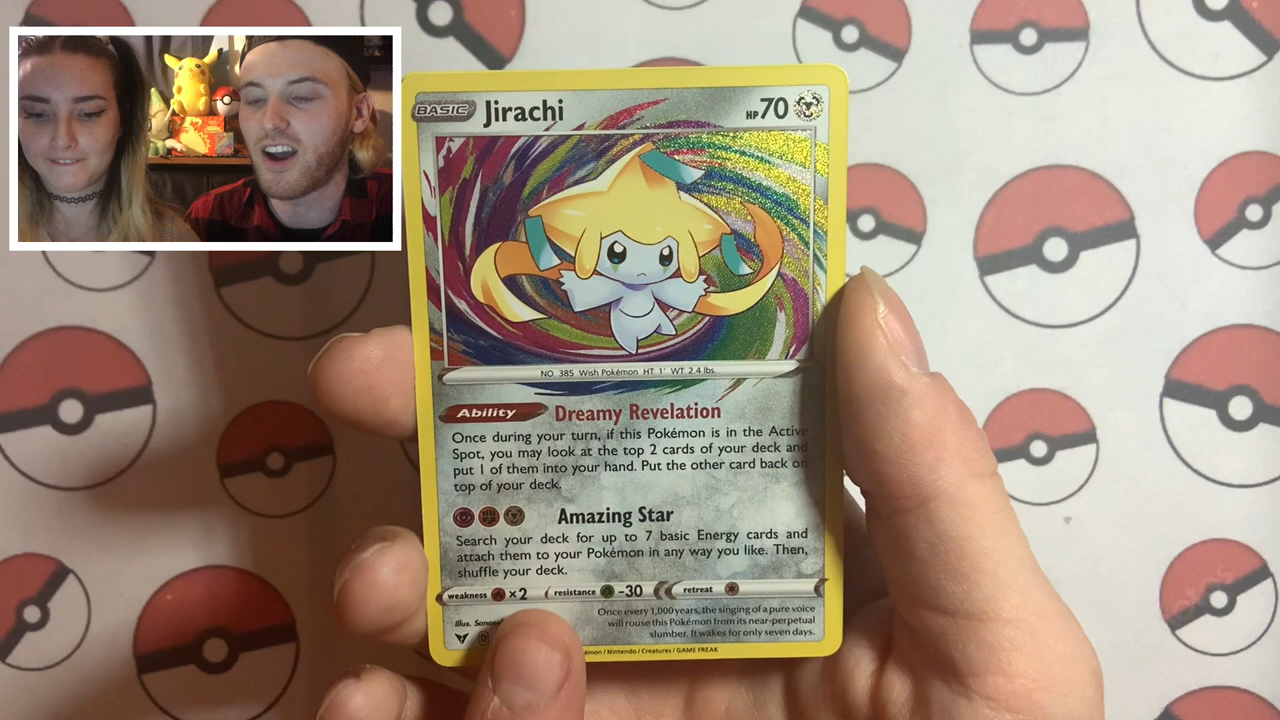 BASIC Jirachi HP 70
NO. 385 Wish Pokémon HT: 1' WT: 2.4 lbs.
Ability Dreamy Revelation
Once during your turn, if this Pokémon is in the Active
Spot, you may look at the top 2 cards of your deck and
put 1 of them into your hand. Put the other card back on
top of your deck.
Amazing Star
Search your deck for up to 7 basic Energy cards and
attach them to your Pokémon in any way you like. Then,
shuffle your deck.
weakness ×2 resistance -30 retreat
Illus.
Once every 1,000 years, the singing of a pure voice
will rouse this Pokémon from its near-perpetual
slumber. It wakes for only seven days.
D
/ Nintendo / Creatures / GAME FREAK